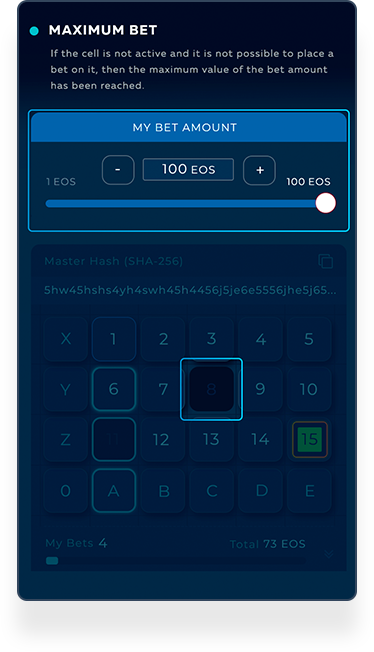 MAXIMUM BET
If the cell is not active and it is not possible to place a
bet on it, then the maximum value of the bet amount
has been reached.
MY BET AMOUNT
1 EOS - 100 EOS + 100 EOS
Master Hash (SHA-256)
5hw45hshs4yh4swh45h4456j5je6e5556jhe5j65...
X 1 2 3 4 5
Y 6 7 8 9 10
Z 11 12 13 14 15
0 A B C D E
My Bets 4 Total 73 EOS